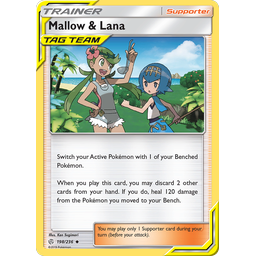 TRAINER Supporter
Mallow & Lana
TAG TEAM
Switch your Active Pokémon with 1 of your Benched
Pokémon.
When you play this card, you may discard 2 other
cards from your hand. If you do, heal 120 damage
from the Pokémon you moved to your Bench.
Illus. Ken Sugimori
198/236
You may play only 1 Supporter card during your
turn (before your attack).